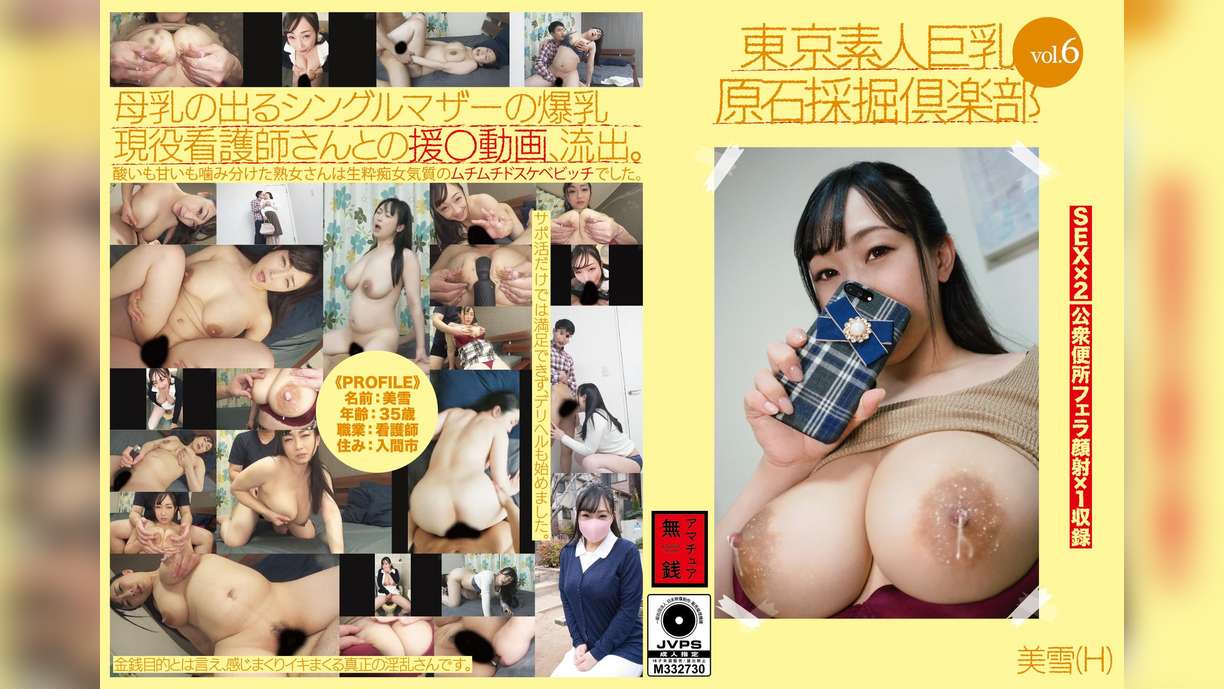 母乳の出るシングルマザーの爆乳
現役看護師さんとの援〇動画、流出。
酸いも甘いも噛み分けた熟女さんは生粋痴女気質のムチムチドスケベビッチでした。
サポ活だけでは満足できず、デリヘルも始めました。
《PROFILE》
名前:美雪
年齢:35歳
職業:看護師
住み:入間市
金銭目的とは言え、感じまくりイキまくる真正の淫乱さんです。
アマチュア
無銭
JVPS
成人指定
M332730
東京素人巨乳
原石採掘倶楽部
vol.6
SEX×2 公衆便所フェラ顔射×1収録
美雪(H)